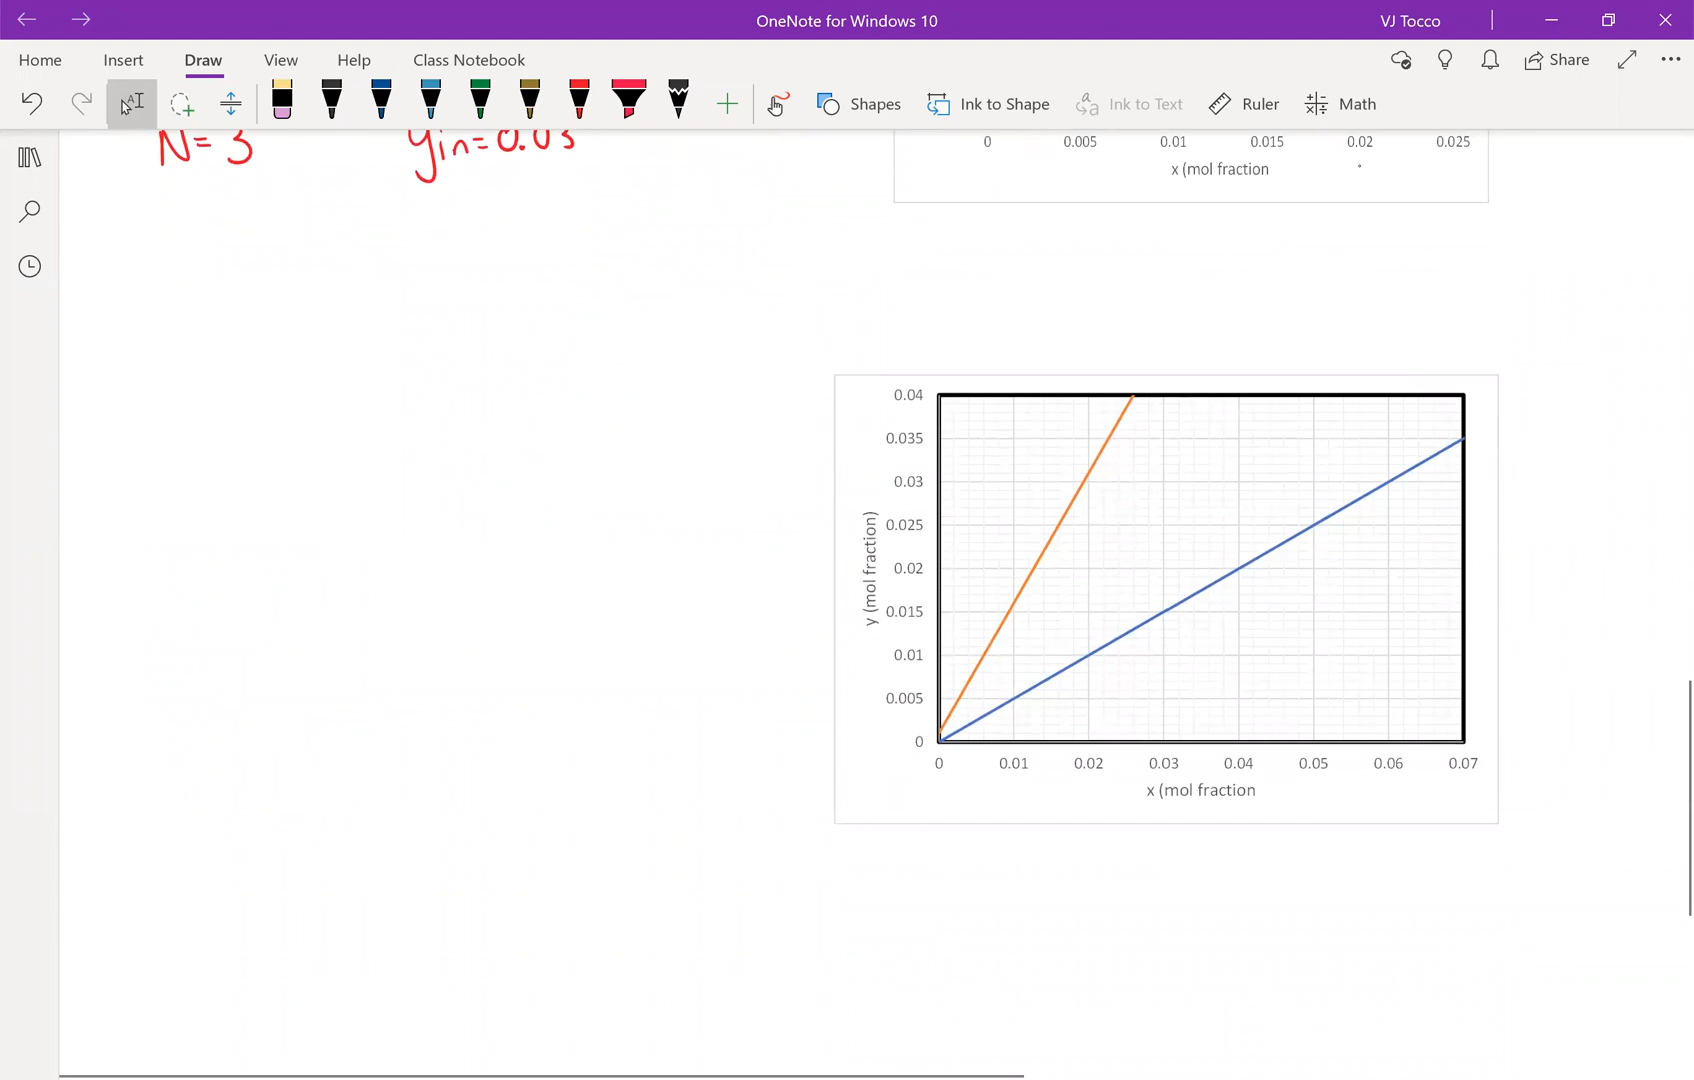 OneNote for Windows 10
VJ Tocco
Home Insert Draw View Help Class Notebook
Share
Shapes Ink to Shape Ink to Text Ruler Math
N = 3 yin = 0.03
0 0.005 0.01 0.015 0.02 0.025
x (mol fraction
0.04
0.035
0.03
0.025
0.02
0.015
0.01
0.005
0
y (mol fraction)
0 0.01 0.02 0.03 0.04 0.05 0.06 0.07
x (mol fraction